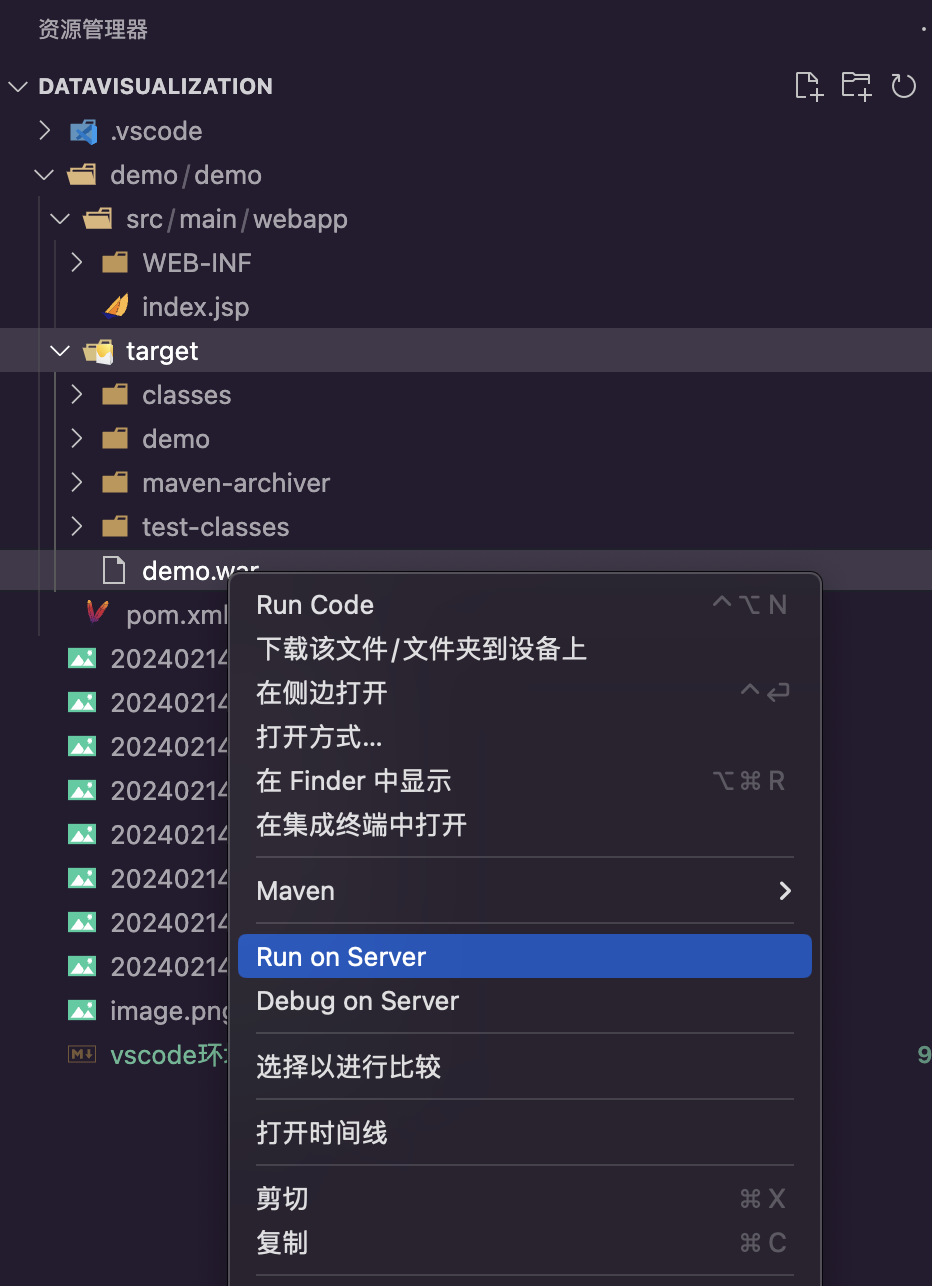 资源管理器
DATAVISUALIZATION
.vscode
demo/demo
src/main/webapp
WEB-INF
index.jsp
target
classes
demo
maven-archiver
test-classes
demo.war
pom.xml
20240214
20240214
20240214
20240214
20240214
20240214
20240214
20240214
image.png
vscode环
9
Run Code ⌃⌥N
下载该文件/文件夹到设备上
在侧边打开 ⌃⏎
打开方式...
在 Finder 中显示 ⌥⌘R
在集成终端中打开
Maven
Run on Server
Debug on Server
选择以进行比较
打开时间线
剪切 ⌘X
复制 ⌘C